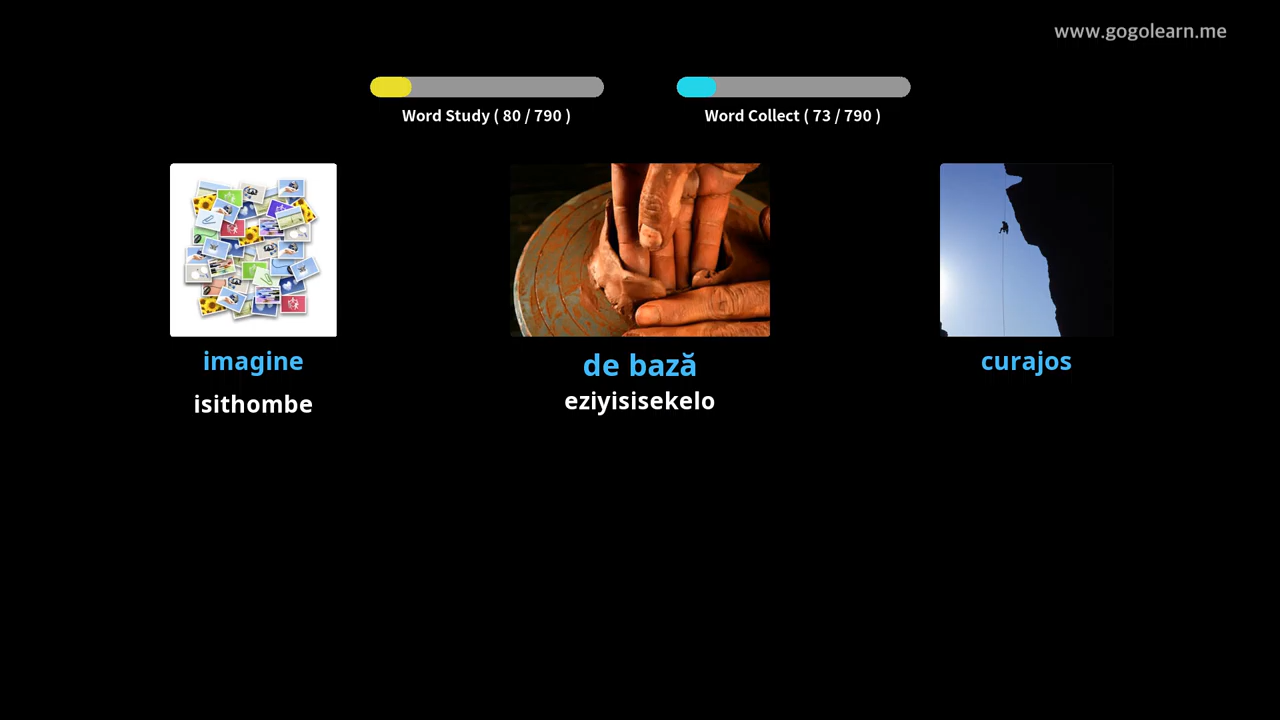 www.gogolearn.me
Word Study ( 80 / 790 )
Word Collect ( 73 / 790 )
imagine
isithombe
de bază
eziyisisekelo
curajos